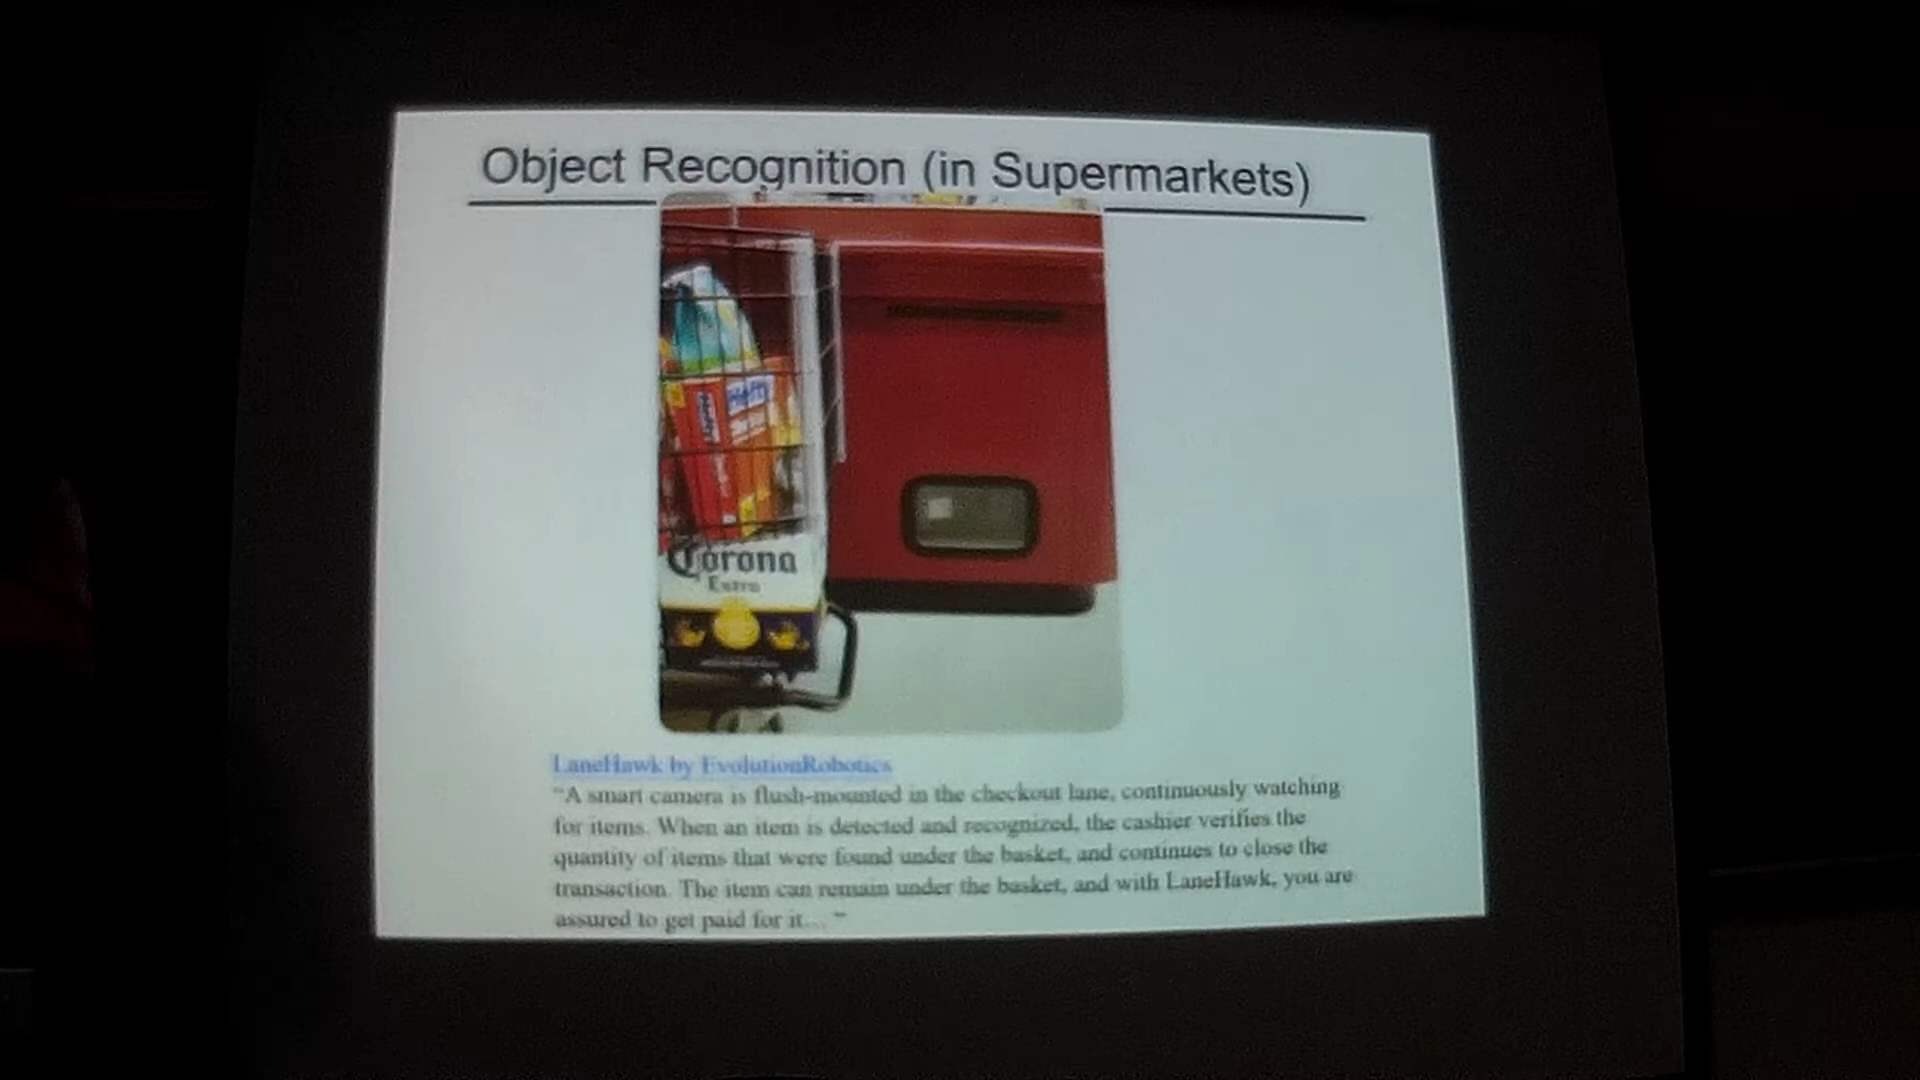 Object Recognition (in Supermarkets)
Hefty
Hefty
Corona
Extra
LaneHawk by EvolutionRobotics
"A smart camera is flush-mounted in the checkout lane, continuously watching
for items. When an item is detected and recognized, the cashier verifies the
quantity of items that were found under the basket, and continues to close the
transaction. The item can remain under the basket, and with LaneHawk, you are
assured to get paid for it... "